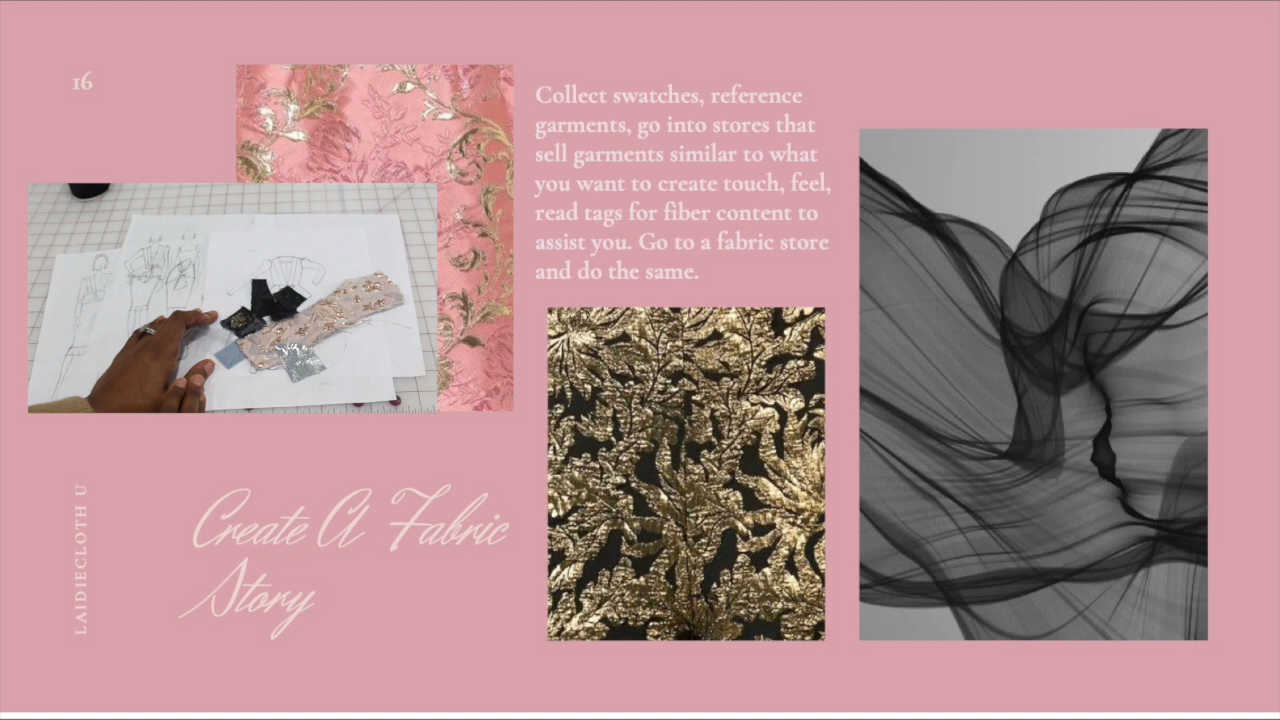 16
Collect swatches, reference
garments, go into stores that
sell garments similar to what
you want to create touch, feel,
read tags for fiber content to
assist you. Go to a fabric store
and do the same.
LAIDIECLOTH U
Create A Fabric
Story